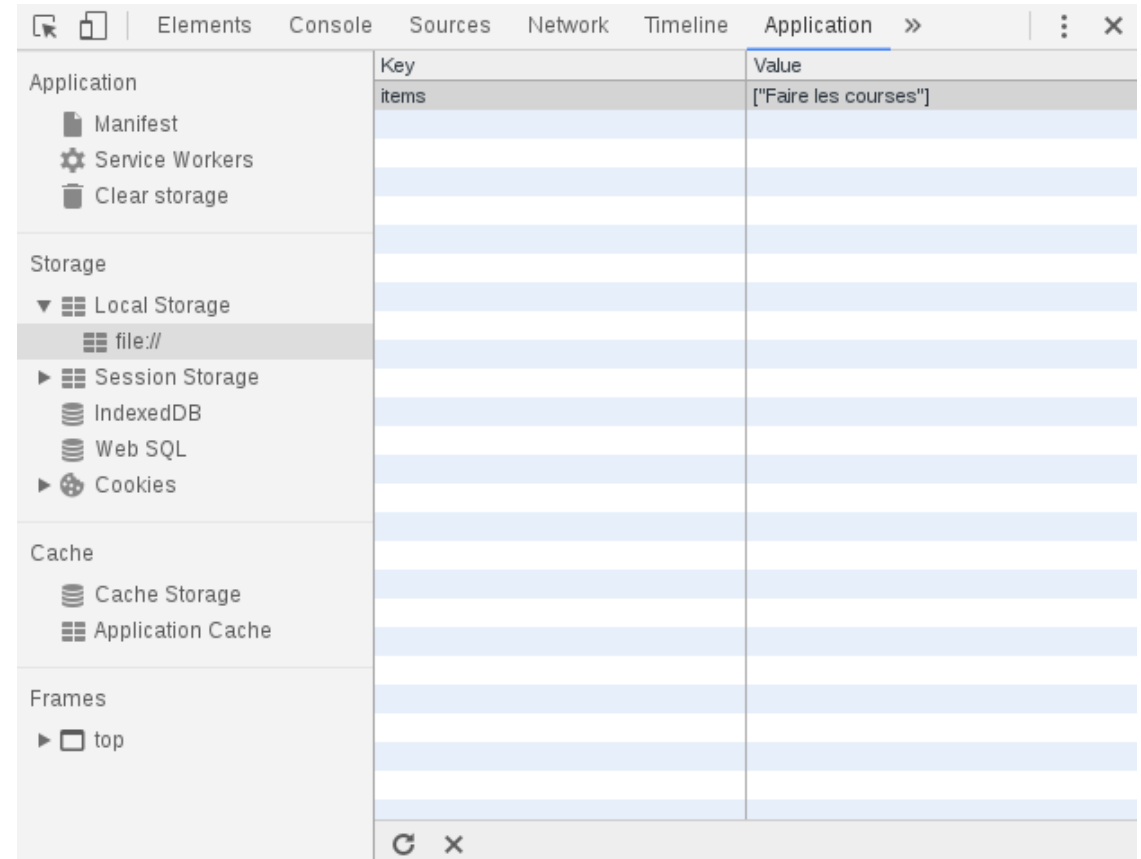 Elements Console Sources Network Timeline Application »
Application
Manifest
Service Workers
Clear storage
Storage
Local Storage
file://
Session Storage
IndexedDB
Web SQL
Cookies
Cache
Cache Storage
Application Cache
Frames
top
Key Value
items ["Faire les courses"]